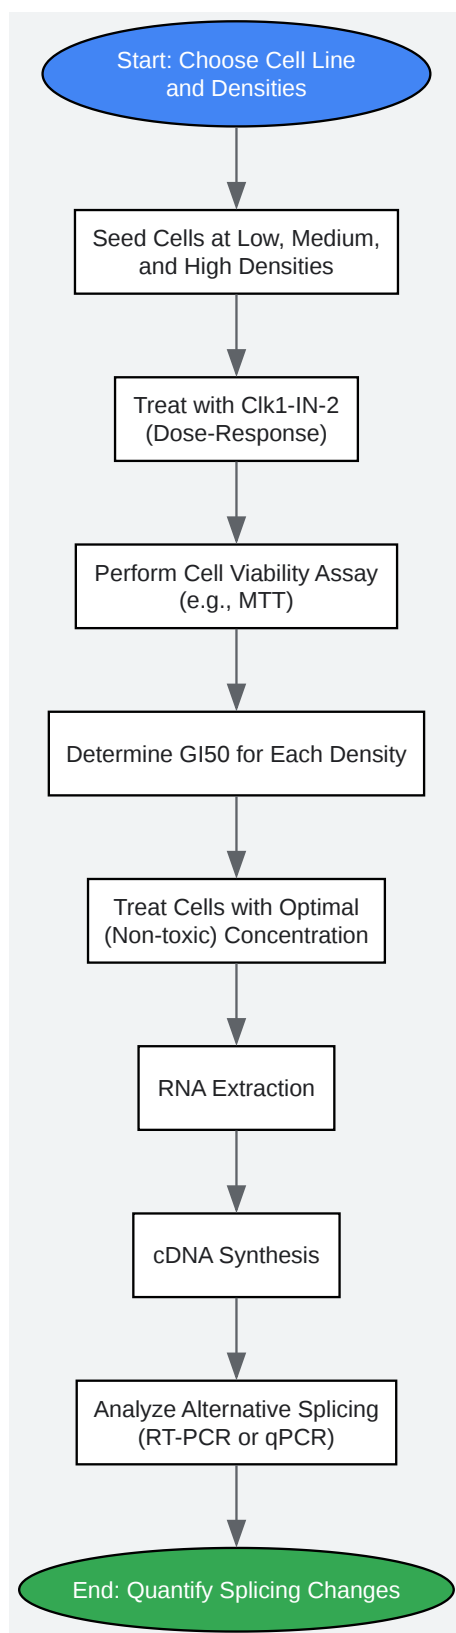 Start: Choose Cell Line
and Densities
Seed Cells at Low, Medium,
and High Densities
Treat with Clk1-IN-2
(Dose-Response)
Perform Cell Viability Assay
(e.g., MTT)
Determine GI50 for Each Density
Treat Cells with Optimal
(Non-toxic) Concentration
RNA Extraction
cDNA Synthesis
Analyze Alternative Splicing
(RT-PCR or qPCR)
End: Quantify Splicing Changes